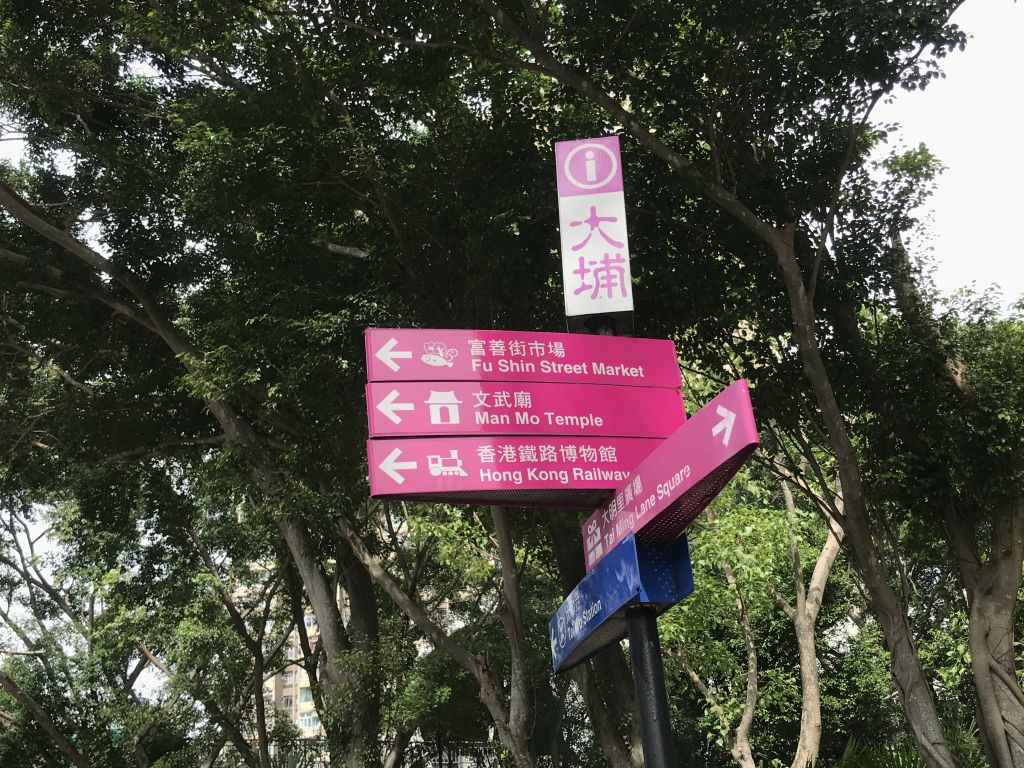 i
大埔
富善街市場
Fu Shin Street Market
文武廟
Man Mo Temple
香港鐵路博物館
Hong Kong Railway
大明里廣場
Tai Ming Lane Square
Station